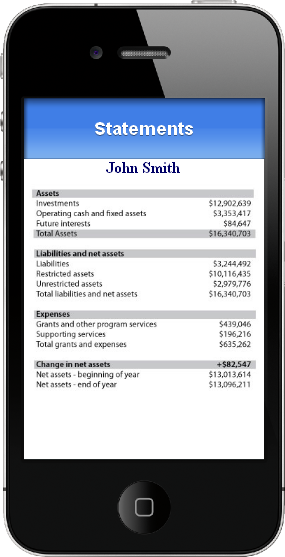 Statements
John Smith
Assets
Investments $12,902,639
Operating cash and fixed assets $3,353,417
Future interests $84,647
Total Assets $16,340,703
Liabilities and net assets
Liabilities $3,244,492
Restricted assets $10,116,435
Unrestricted assets $2,979,776
Total liabilities and net assets $16,340,703
Expenses
Grants and other program services $439,046
Supporting services $196,216
Total grants and expenses $635,262
Change in net assets +$82,547
Net assets - beginning of year $13,013,614
Net assets - end of year $13,096,211